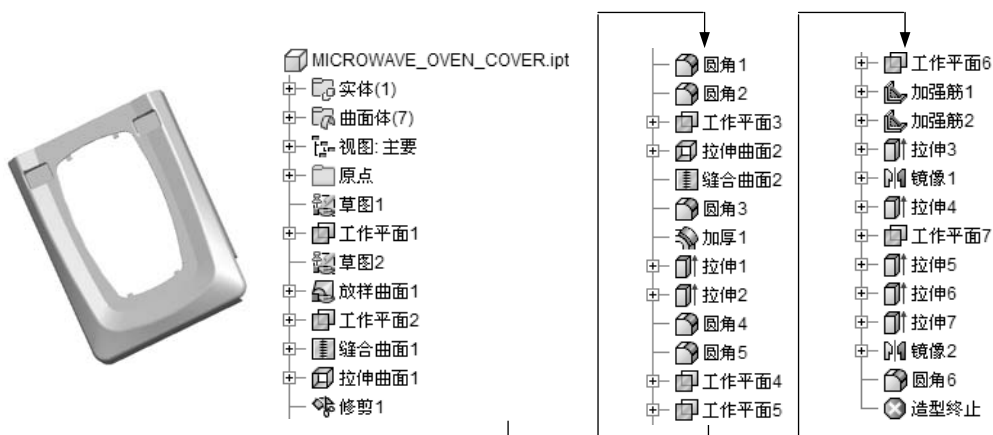 MICROWAVE_OVEN_COVER.ipt
实体(1)
曲面体(7)
视图: 主要
原点
草图1
工作平面1
草图2
放样曲面1
工作平面2
缝合曲面1
拉伸曲面1
修剪1
圆角1
圆角2
工作平面3
拉伸曲面2
缝合曲面2
圆角3
加厚1
拉伸1
拉伸2
圆角4
圆角5
工作平面4
工作平面5
工作平面6
加强筋1
加强筋2
拉伸3
镜像1
拉伸4
工作平面7
拉伸5
拉伸6
拉伸7
镜像2
圆角6
造型终止